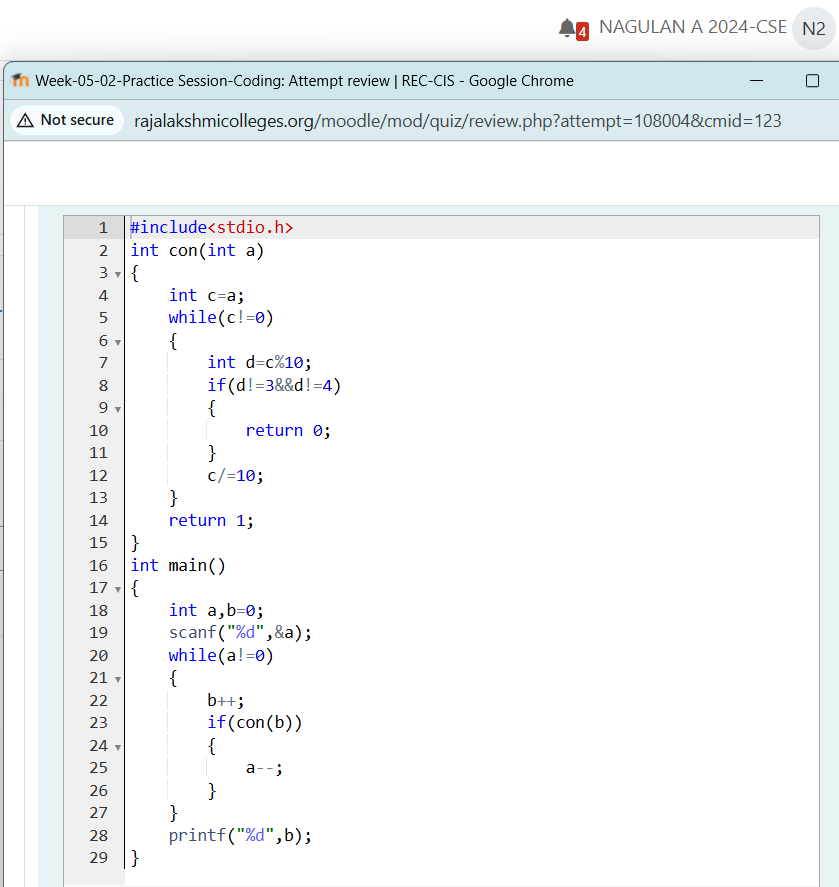 4 NAGULAN A 2024-CSE N2
Week-05-02-Practice Session-Coding: Attempt review | REC-CIS - Google Chrome
Not secure rajalakshmicolleges.org/moodle/mod/quiz/review.php?attempt=108004&cmid=123
1 #include<stdio.h>
2 int con(int a)
3 {
4     int c=a;
5     while(c!=0)
6     {
7         int d=c%10;
8         if(d!=3&&d!=4)
9         {
10             return 0;
11         }
12         c/=10;
13     }
14     return 1;
15 }
16 int main()
17 {
18     int a,b=0;
19     scanf("%d",&a);
20     while(a!=0)
21     {
22         b++;
23         if(con(b))
24         {
25             a--;
26         }
27     }
28     printf("%d",b);
29 }